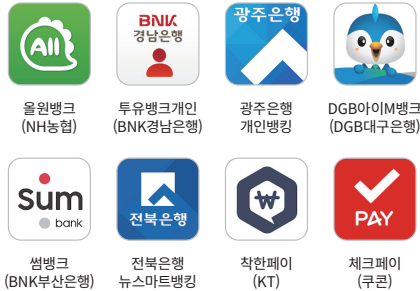 All
BNK
경남은행
광주은행
올원뱅크
(NH농협)
투유뱅크개인
(BNK경남은행)
광주은행
개인뱅킹
DGB아이M뱅크
(DGB대구은행)
sum
bank
전북은행
₩
PAY
썸뱅크
(BNK부산은행)
전북은행
뉴스마트뱅킹
착한페이
(KT)
체크페이
(쿠콘)